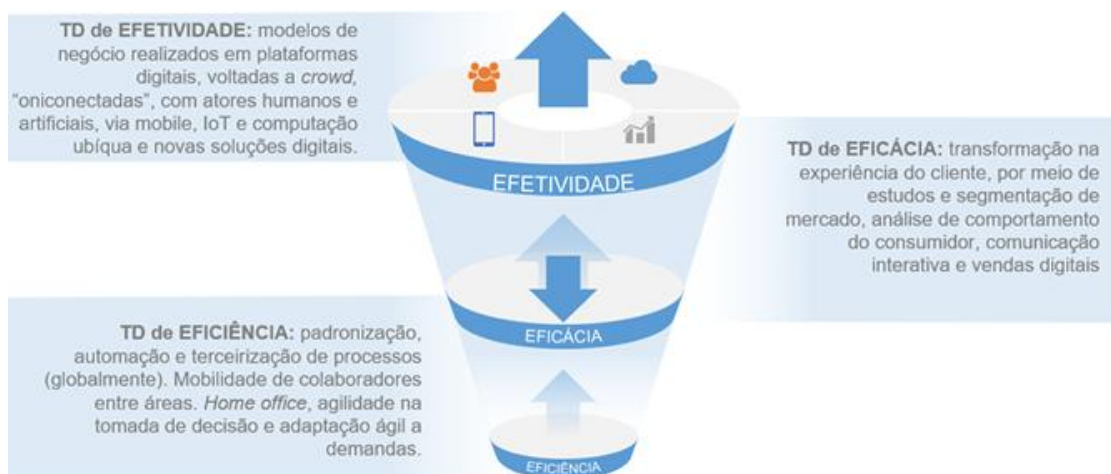 TD de EFETIVIDADE: modelos de
negócio realizados em plataformas
digitais, voltadas a crowd,
“oniconectadas”, com atores humanos e
artificiais, via mobile, IoT e computação
ubíqua e novas soluções digitais.
EFETIVIDADE
TD de EFICÁCIA: transformação na
experiência do cliente, por meio de
estudos e segmentação de
mercado, análise de comportamento
do consumidor, comunicação
interativa e vendas digitais
EFICÁCIA
TD de EFICIÊNCIA: padronização,
automação e terceirização de processos
(globalmente). Mobilidade de colaboradores
entre áreas. Home office, agilidade na
tomada de decisão e adaptação ágil a
demandas.
EFICIÊNCIA